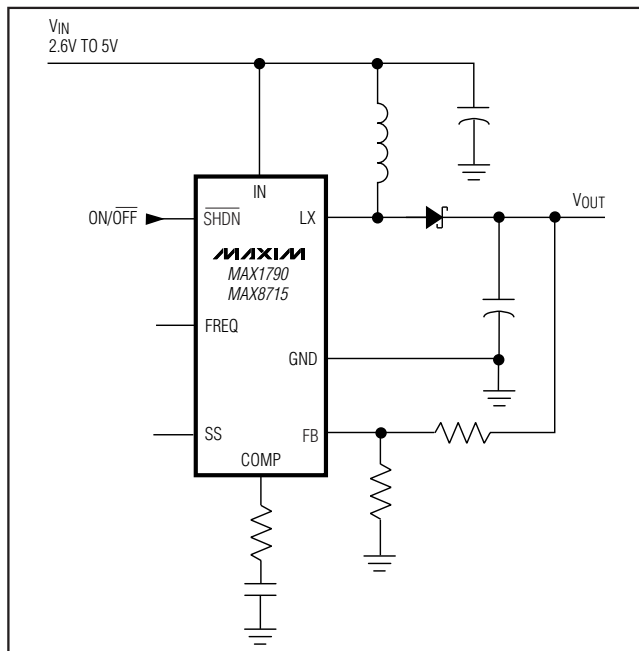 VIN
2.6V TO 5V
IN
ON/OFF
SHDN
LX
VOUT
MAXIM
MAX1790
MAX8715
FREQ
GND
SS
FB
COMP